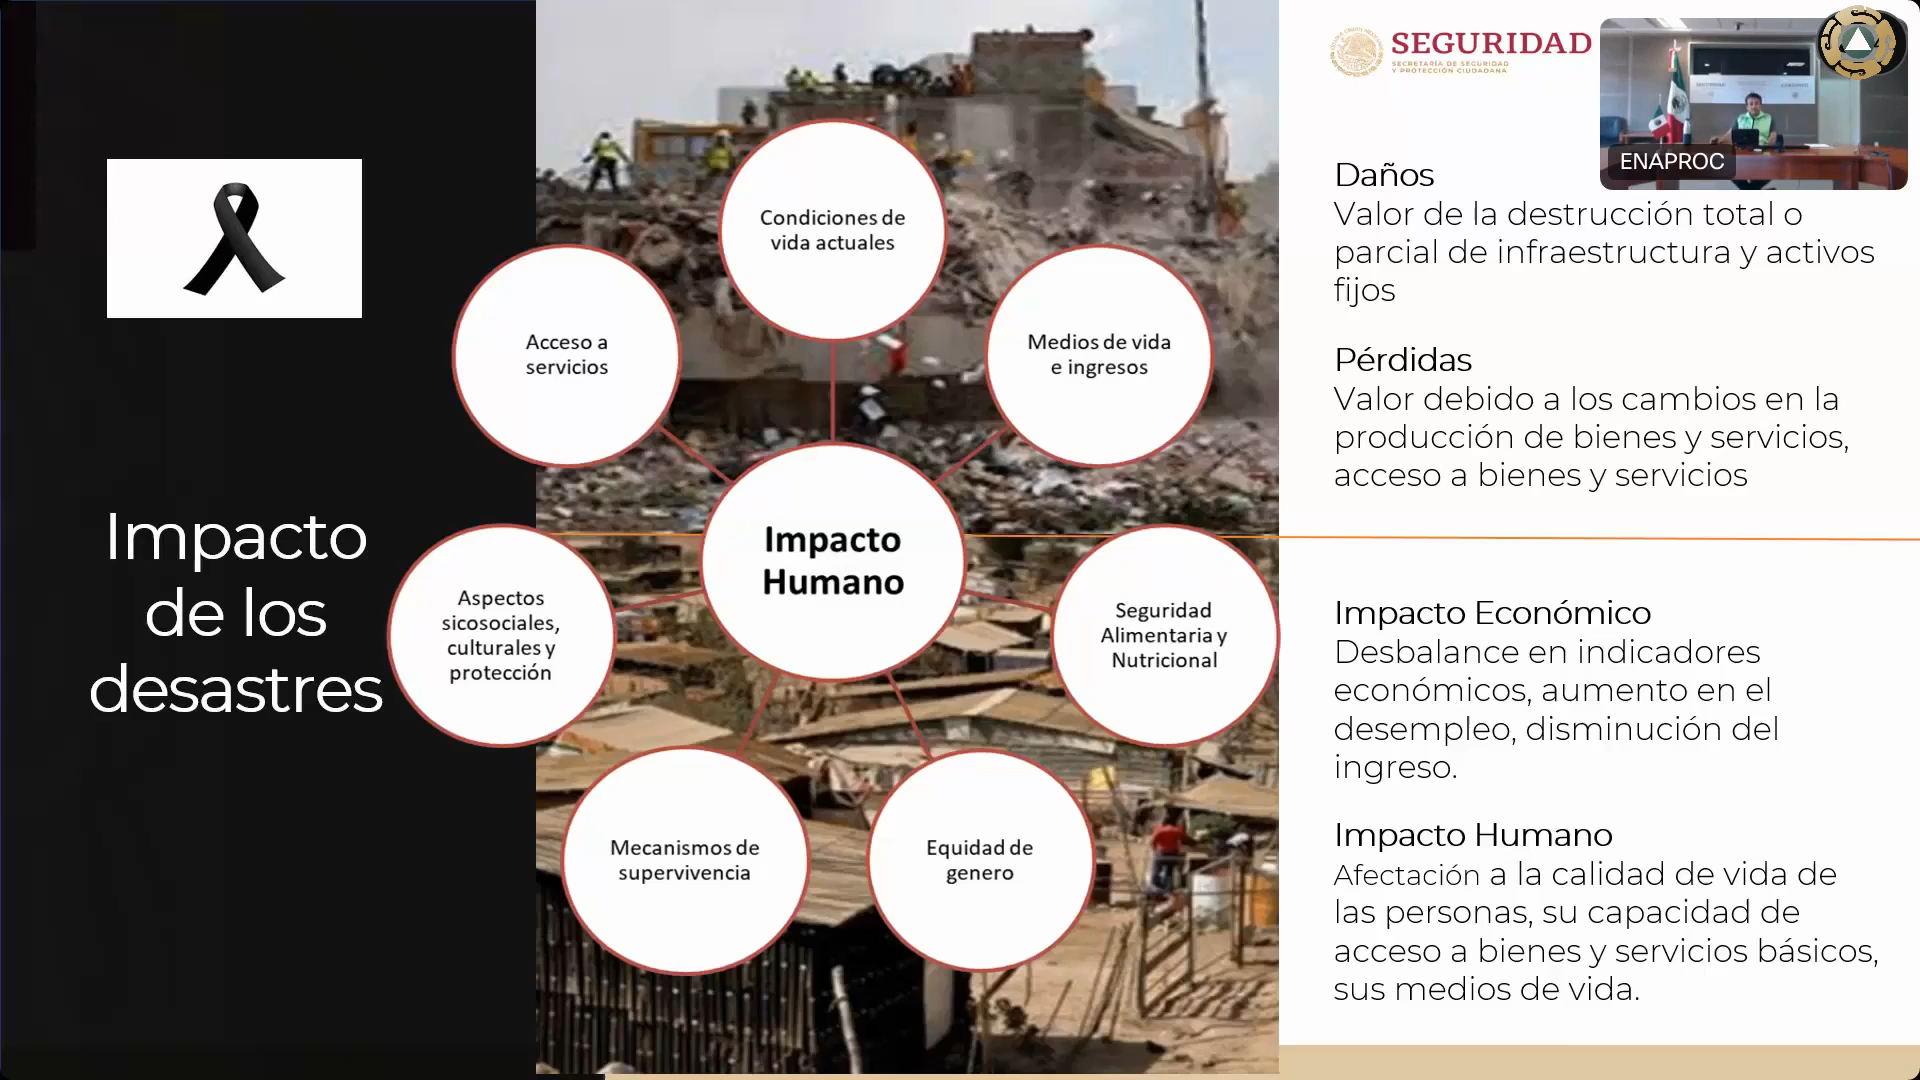 Impacto
de los
desastres
Condiciones de
vida actuales
Acceso a
servicios
Medios de vida
e ingresos
Impacto
Humano
Aspectos
sicosociales,
culturales y
protección
Seguridad
Alimentaria y
Nutricional
Mecanismos de
supervivencia
Equidad de
genero
SEGURIDAD
SECRETARÍA DE SEGURIDAD
Y PROTECCIÓN CIUDADANA
ENAPROC
Daños
Valor de la destrucción total o
parcial de infraestructura y activos
fijos
Pérdidas
Valor debido a los cambios en la
producción de bienes y servicios,
acceso a bienes y servicios
Impacto Económico
Desbalance en indicadores
económicos, aumento en el
desempleo, disminución del
ingreso.
Impacto Humano
Afectación a la calidad de vida de
las personas, su capacidad de
acceso a bienes y servicios básicos,
sus medios de vida.